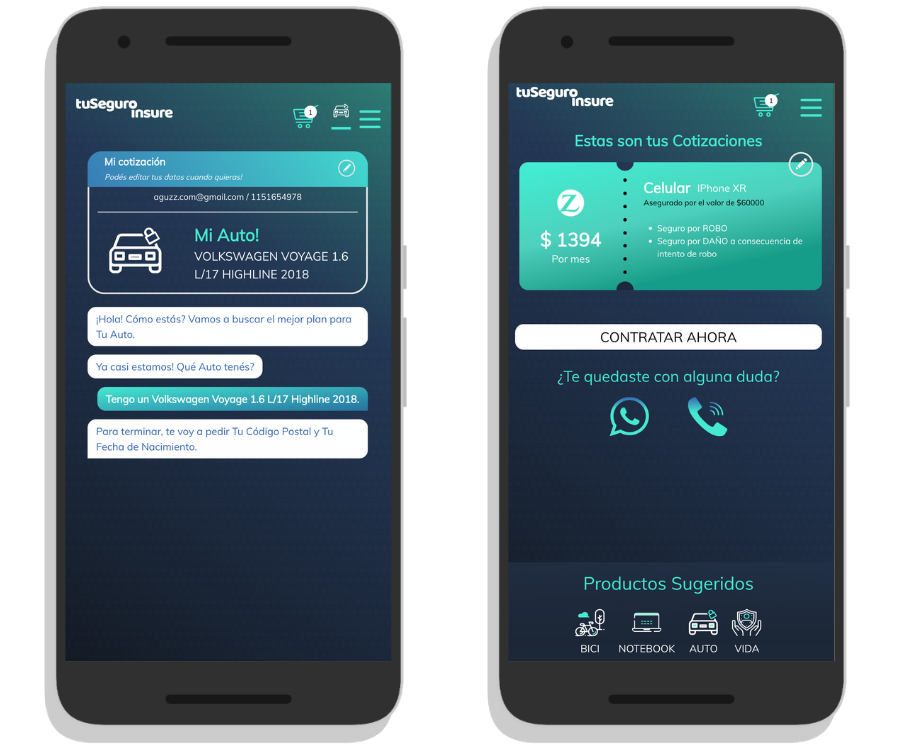 tuSeguro
insure
1
Mi cotización
Podés editar tus datos cuando quieras!
aguzz.com@gmail.com / 1151654978
Mi Auto!
VOLKSWAGEN VOYAGE 1.6
L/17 HIGHLINE 2018
¡Hola! Cómo estás? Vamos a buscar el mejor plan para
Tu Auto.
Ya casi estamos! Qué Auto tenés?
Tengo un Volkswagen Voyage 1.6 L/17 Highline 2018.
Para terminar, te voy a pedir Tu Código Postal y Tu
Fecha de Nacimiento.
tuSeguro
insure
1
Estas son tus Cotizaciones
Z
$ 1394
Por mes
Celular IPhone XR
Asegurado por el valor de $60000
• Seguro por ROBO
• Seguro por DAÑO a consecuencia de
intento de robo
CONTRATAR AHORA
¿Te quedaste con alguna duda?
Productos Sugeridos
BICI NOTEBOOK AUTO VIDA